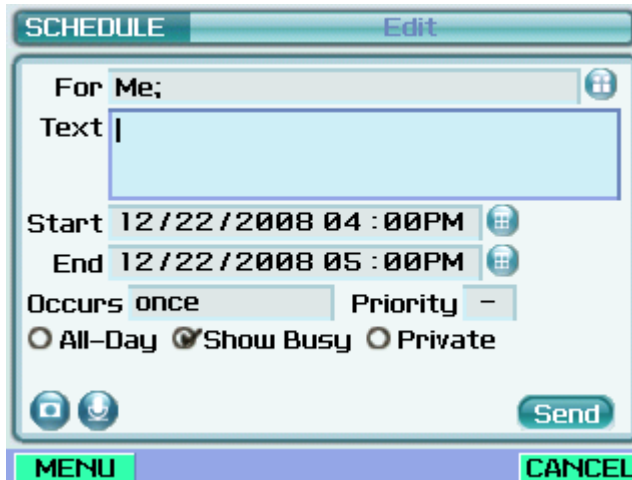 SCHEDULE Edit
For Me;
Text
Start 12/22/2008 04:00PM
End 12/22/2008 05:00PM
Occurs once Priority -
All-Day Show Busy Private
Send
MENU CANCEL